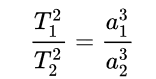 T₁²/T₂² = a₁³/a₂³